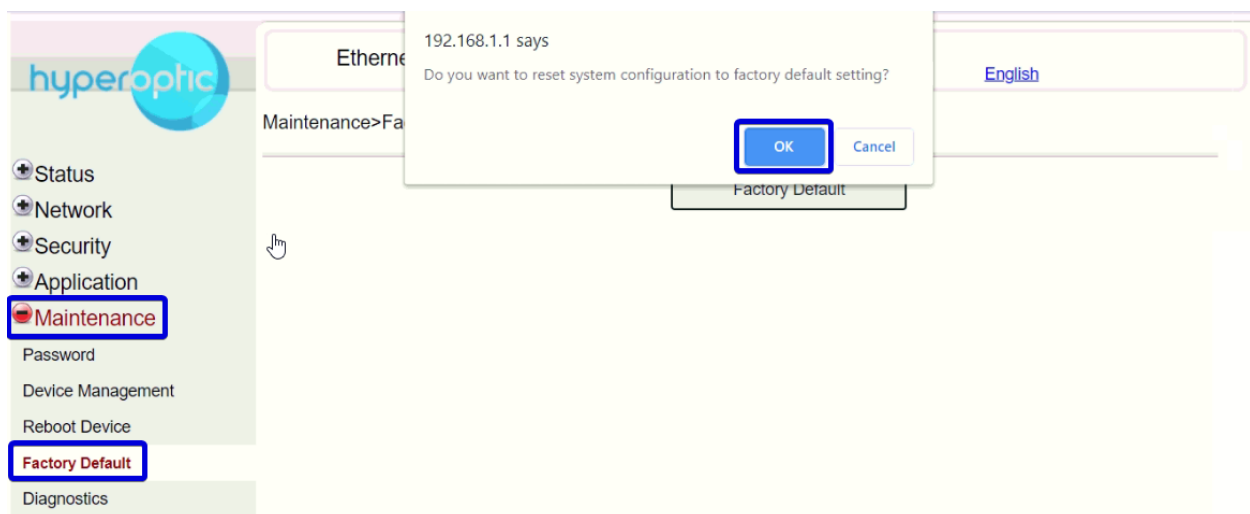 192.168.1.1 says
Do you want to reset system configuration to factory default setting?
OK
Cancel
hyperoptic
Etherne
English
Maintenance>Fa
Factory Default
Status
Network
Security
Application
Maintenance
Password
Device Management
Reboot Device
Factory Default
Diagnostics